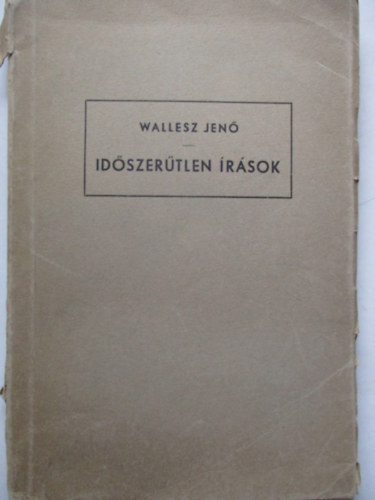 WALLESZ JENŐ
IDŐSZERŰTLEN ÍRÁSOK